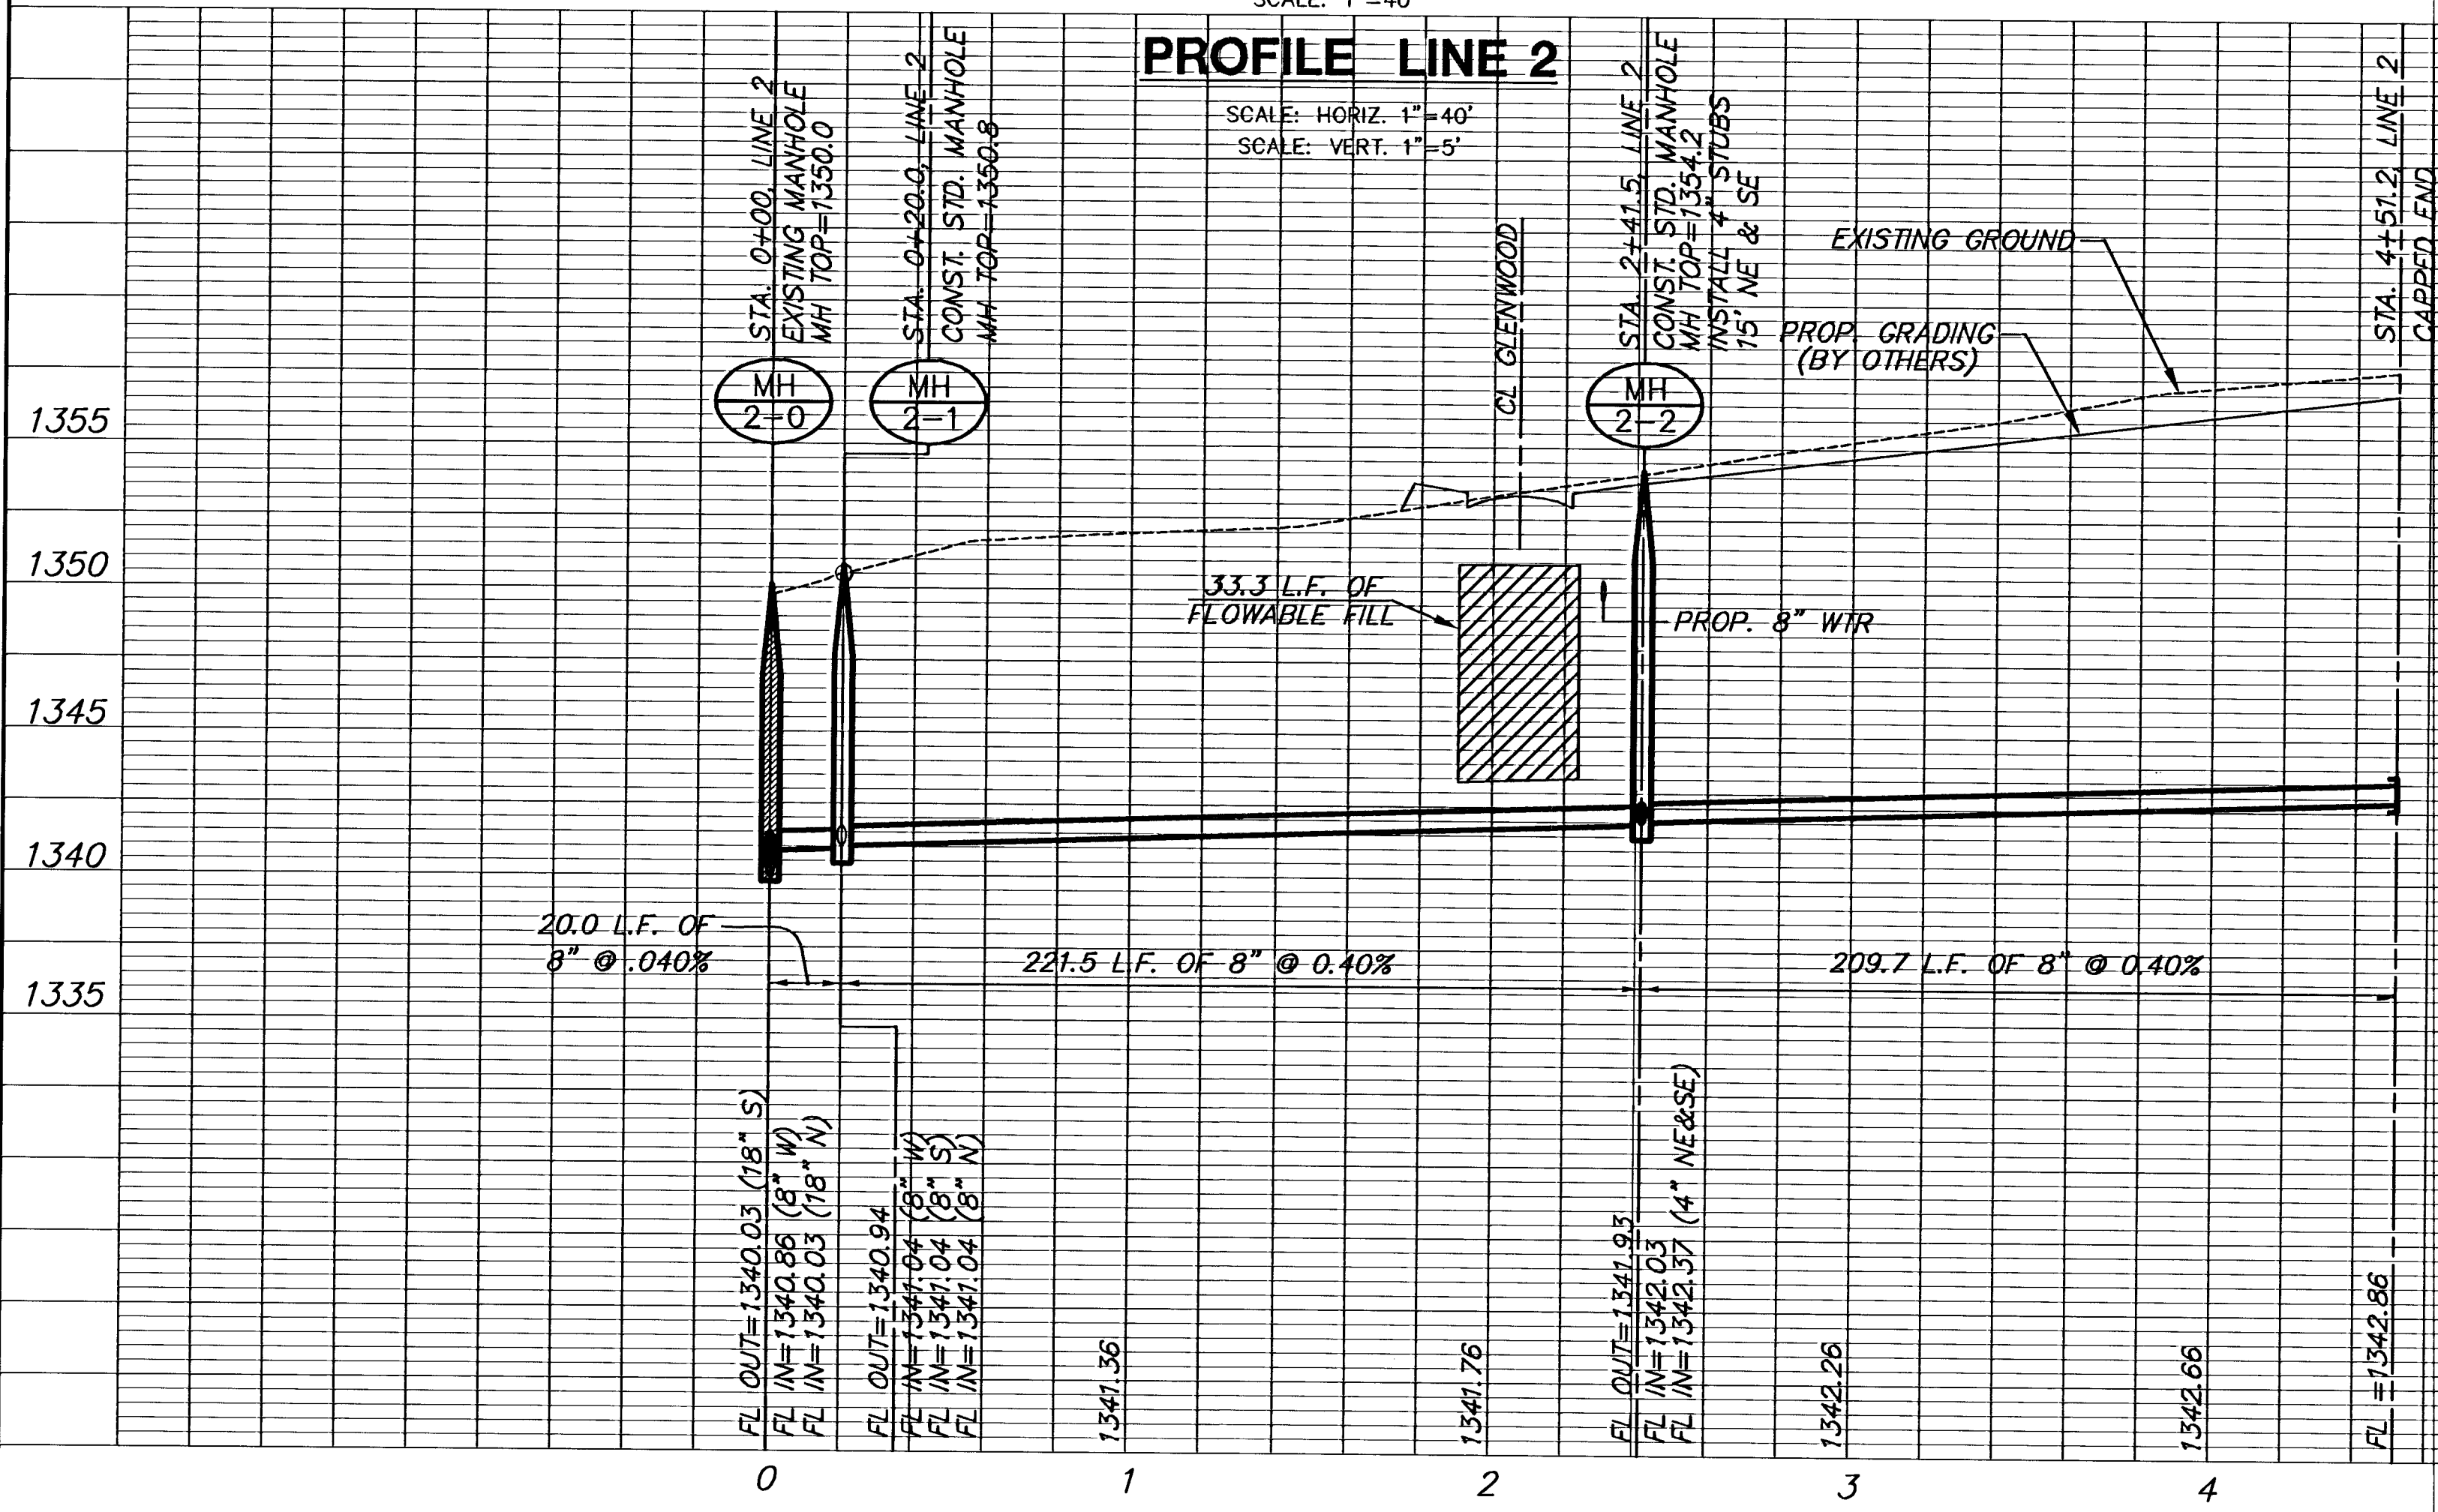 SCALE: 1"=40'
PROFILE LINE 2
SCALE: HORIZ. 1"=40'
SCALE: VERT. 1"=5'
STA. 0+00, LINE 2
EXISTING MANHOLE
MH TOP=1350.0
STA. 0+20.0, LINE 2
CONST. STD. MANHOLE
MH TOP=1350.8
CL GLENWOOD
STA. 2+41.5, LINE 2
CONST. STD. MANHOLE
MH TOP=1354.2
INSTALL 4" STUBS
15' NE & SE
STA. 4+51.2, LINE 2
CAPPED END
EXISTING GROUND
PROP. GRADING
(BY OTHERS)
MH
2-0
MH
2-1
MH
2-2
1355
1350
1345
1340
1335
33.3 L.F. OF
FLOWABLE FILL
PROP. 8" WTR
20.0 L.F. OF
8" @ .040%
221.5 L.F. OF 8" @ 0.40%
209.7 L.F. OF 8" @ 0.40%
FL OUT=1340.03 (18" S)
FL IN=1340.86 (8" W)
FL IN=1340.03 (18" N)
FL OUT=1340.94
FL IN=1341.04 (8" W)
FL IN=1341.04 (8" S)
FL IN=1341.04 (8" N)
1341.36
1341.76
FL OUT=1341.93
FL IN=1342.03
FL IN=1342.37 (4" NE&SE)
1342.26
1342.66
FL =1342.86
0
1
2
3
4